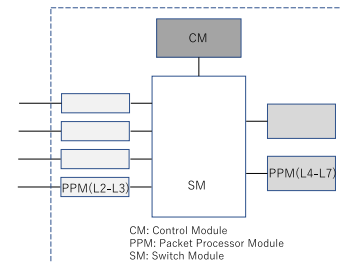 CM
PPM(L2-L3)
SM
PPM(L4-L7)
CM: Control Module
PPM: Packet Processor Module
SM: Switch Module